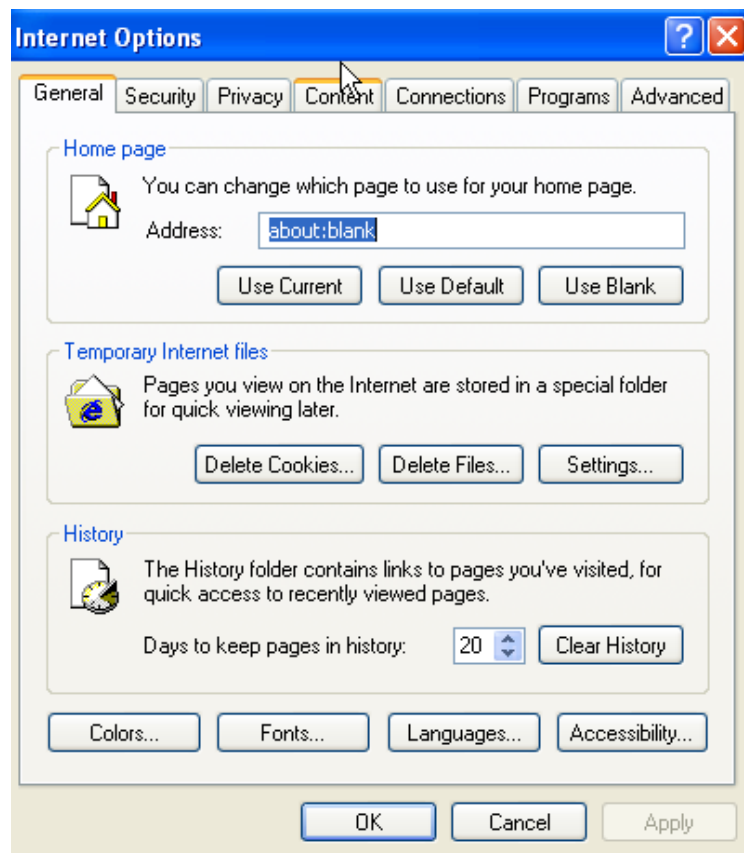 Internet Options
General Security Privacy Content Connections Programs Advanced
Home page
You can change which page to use for your home page.
Address: about:blank
Use Current Use Default Use Blank
Temporary Internet files
Pages you view on the Internet are stored in a special folder
for quick viewing later.
Delete Cookies... Delete Files... Settings...
History
The History folder contains links to pages you've visited, for
quick access to recently viewed pages.
Days to keep pages in history: 20 Clear History
Colors... Fonts... Languages... Accessibility...
OK Cancel Apply